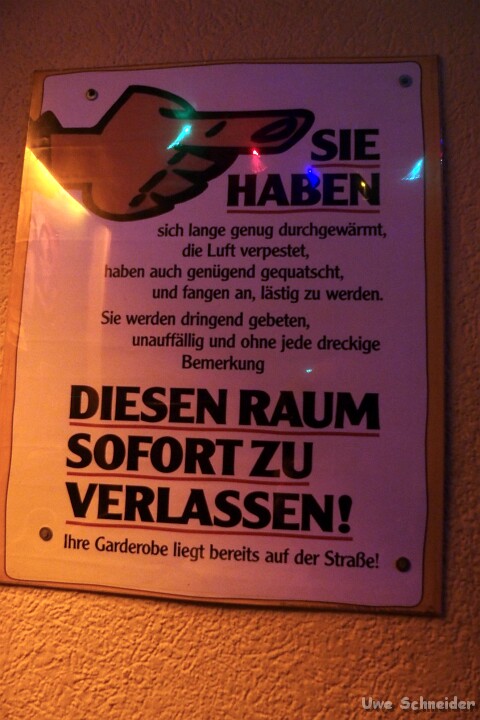 SIE
HABEN
sich lange genug durchgewärmt,
die Luft verpestet,
haben auch genügend gequatscht,
und fangen an, lästig zu werden.
Sie werden dringend gebeten,
unauffällig und ohne jede dreckige
Bemerkung
DIESEN RAUM
SOFORT ZU
VERLASSEN!
Ihre Garderobe liegt bereits auf der Straße!
Uwe Schneider